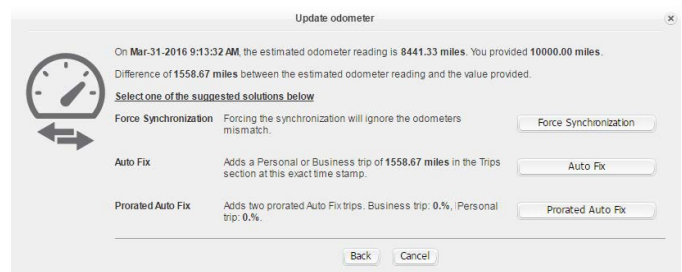 Update odometer
On Mar-31-2016 9:13:32 AM, the estimated odometer reading is 8441.33 miles. You provided 10000.00 miles.
Difference of 1558.67 miles between the estimated odometer reading and the value provided.
Select one of the suggested solutions below
Force Synchronization Forcing the synchronization will ignore the odometers Force Synchronization
mismatch.
Auto Fix Adds a Personal or Business trip of 1558.67 miles in the Trips Auto Fix
section at this exact time stamp.
Prorated Auto Fix Adds two prorated Auto Fix trips. Business trip: 0.%, Personal Prorated Auto Fix
trip: 0.%.
Back Cancel